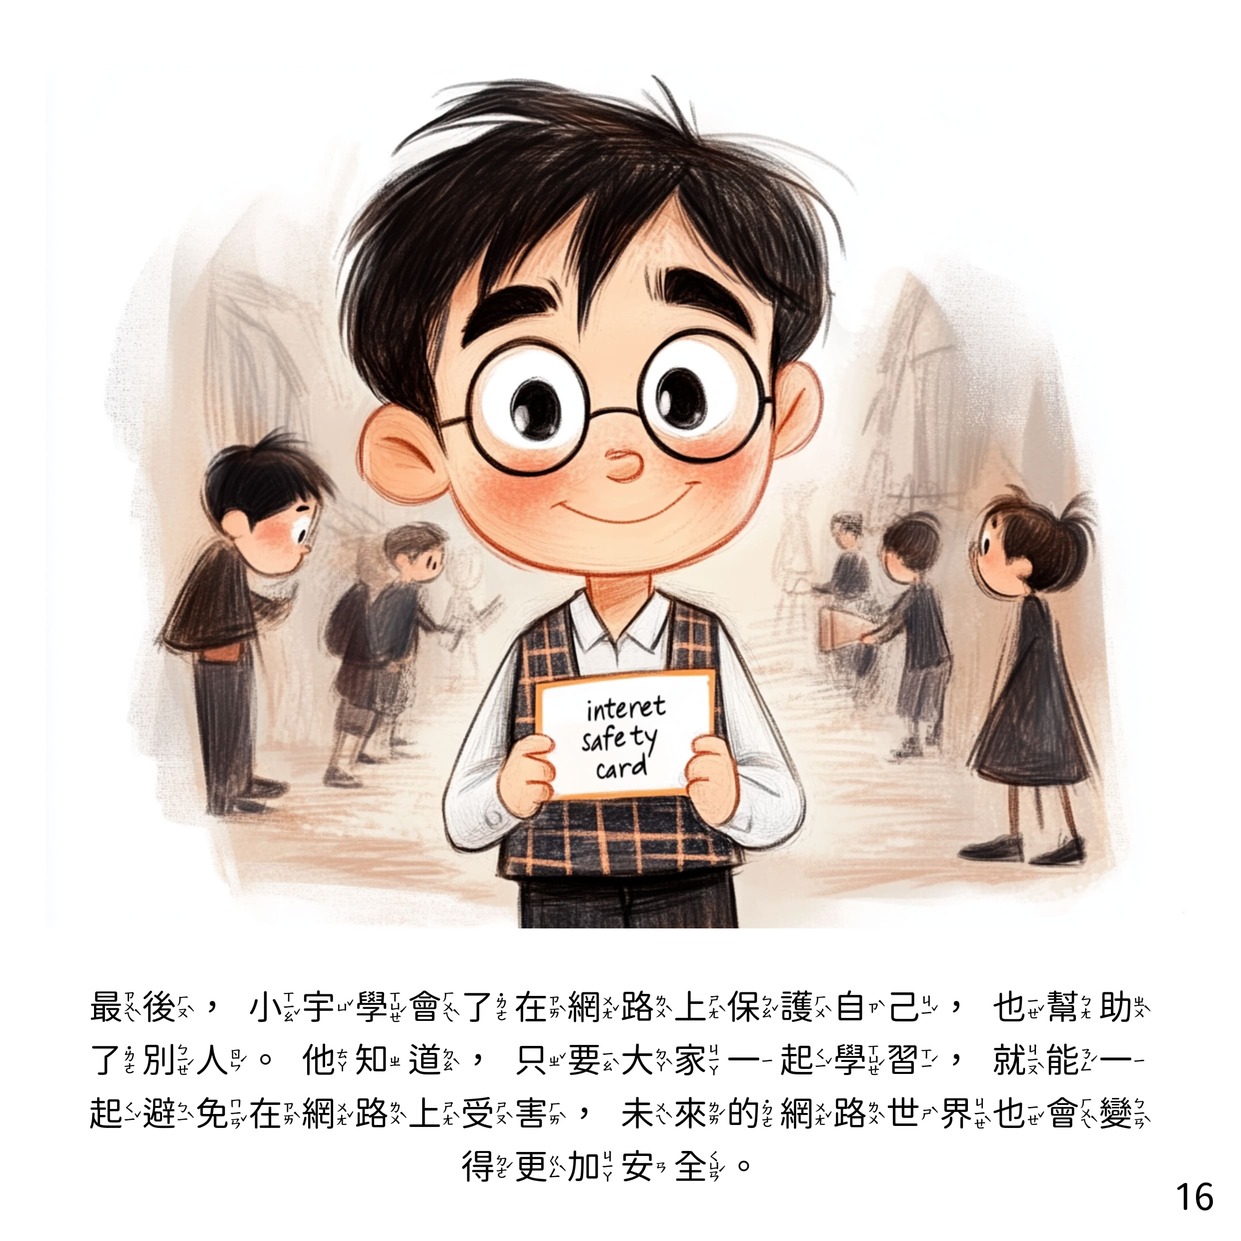 interet
safety
card
最後，小宇學會了在網路上保護自己，也幫助
了別人。他知道，只要大家一起學習，就能一
起避免在網路上受害，未來的網路世界也會變
得更加安全。
16